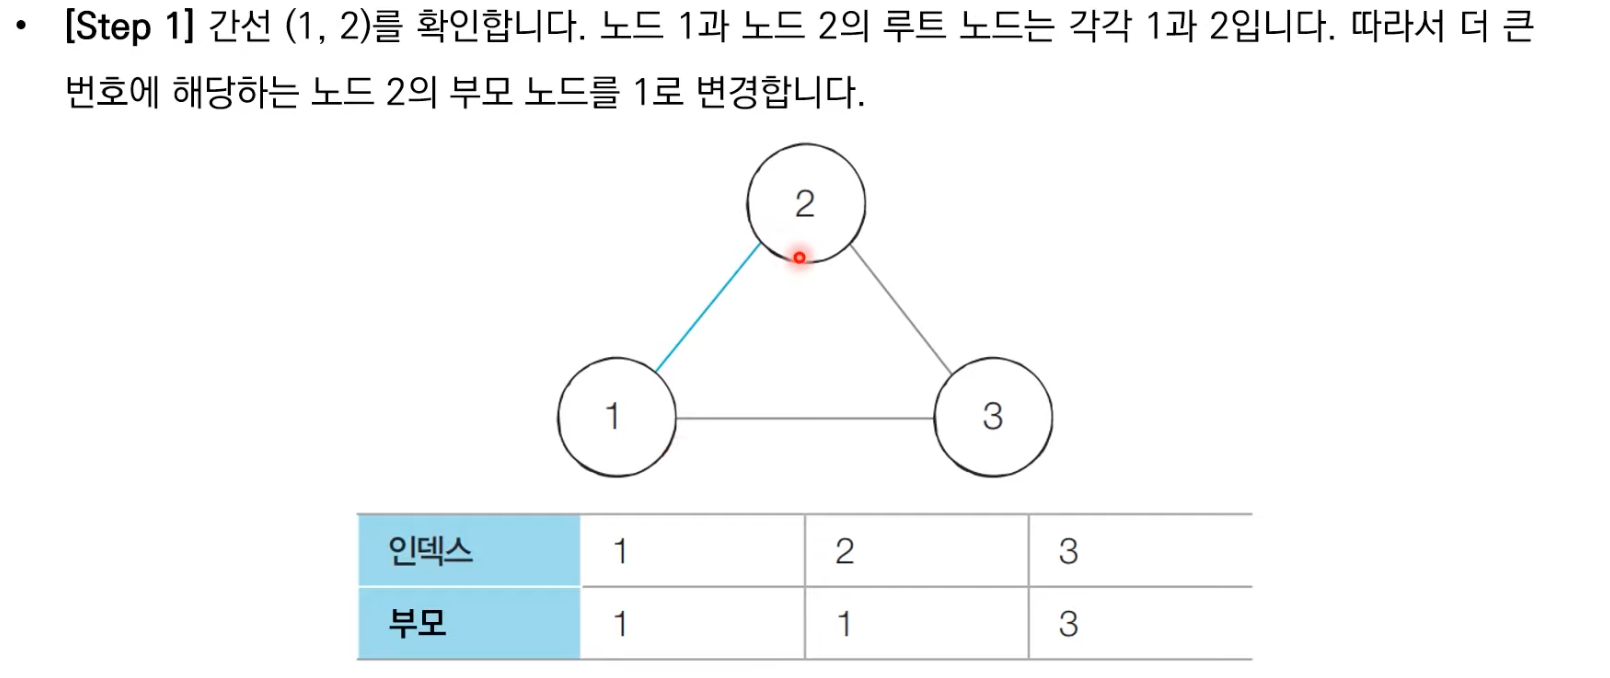 • [Step 1] 간선 (1, 2)를 확인합니다. 노드 1과 노드 2의 루트 노드는 각각 1과 2입니다. 따라서 더 큰
번호에 해당하는 노드 2의 부모 노드를 1로 변경합니다.
2
1 3
인덱스 1 2 3
부모 1 1 3